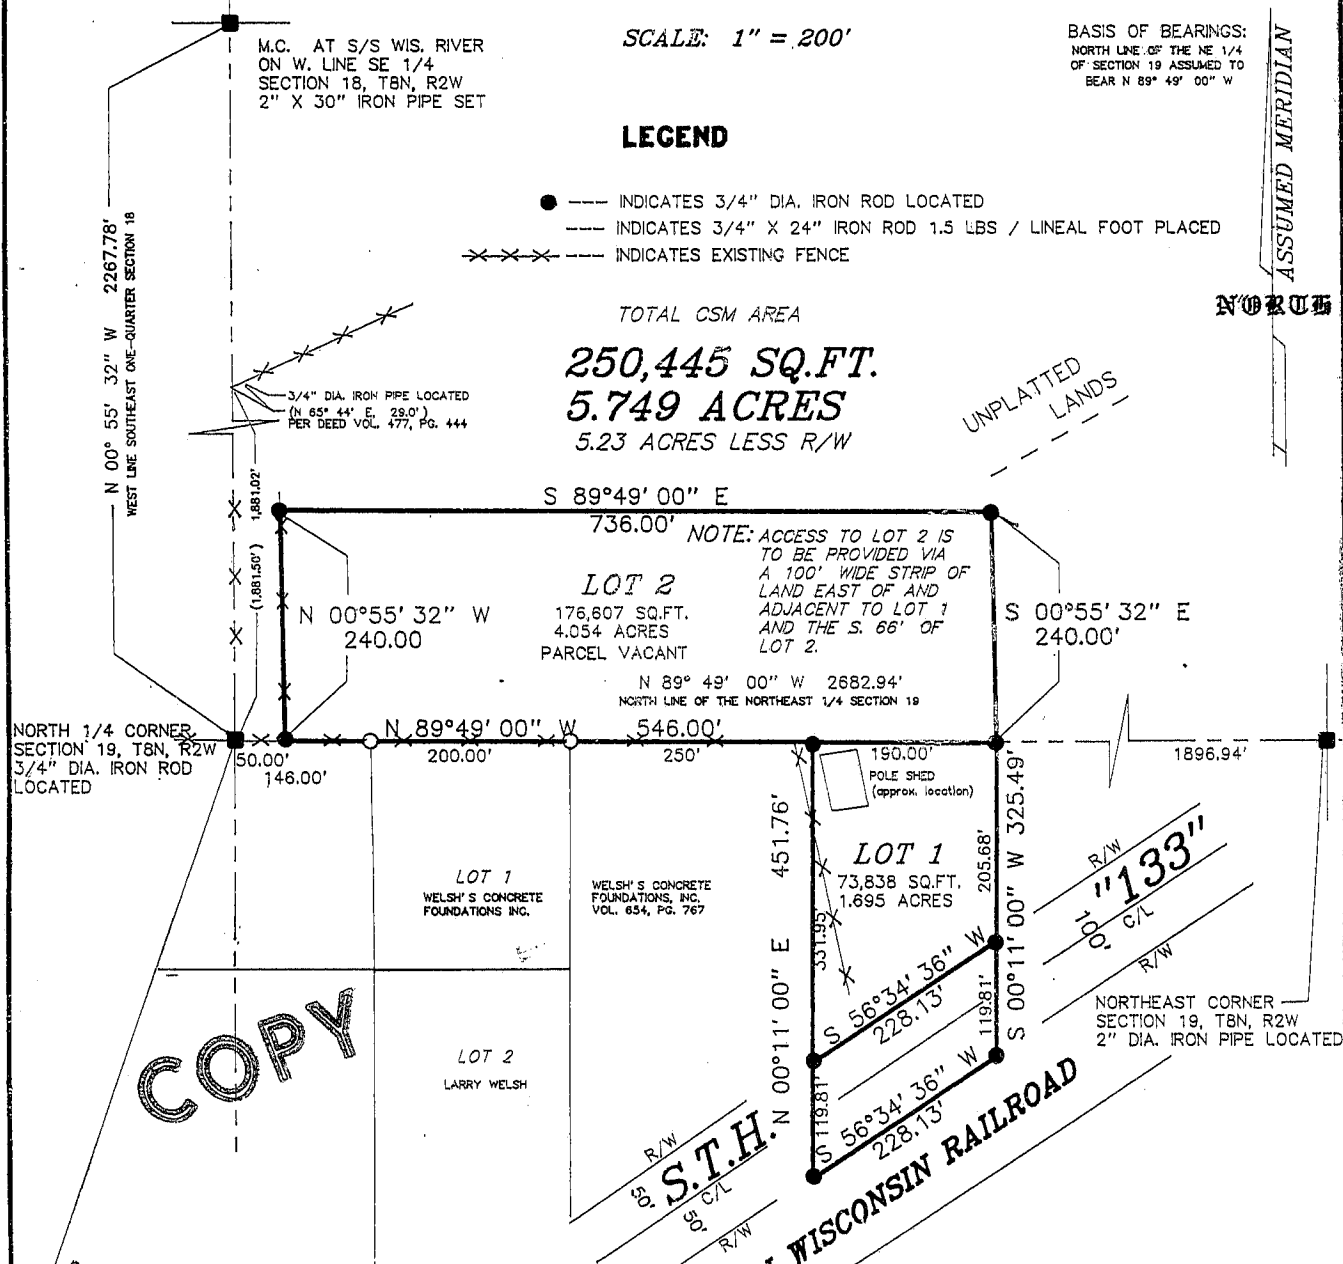 SCALE: 1" = 200'
BASIS OF BEARINGS:
NORTH LINE OF THE NE 1/4
OF SECTION 19 ASSUMED TO
BEAR N 89° 49' 00" W
M.C. AT S/S WIS. RIVER
ON W. LINE SE 1/4
SECTION 18, T8N, R2W
2" X 30" IRON PIPE SET
ASSUMED MERIDIAN
NORTH
LEGEND
--- INDICATES 3/4" DIA. IRON ROD LOCATED
--- INDICATES 3/4" X 24" IRON ROD 1.5 LBS / LINEAL FOOT PLACED
--- INDICATES EXISTING FENCE
N 00° 55' 32" W 2267.78'
WEST LINE SOUTHEAST ONE-QUARTER SECTION 18
TOTAL CSM AREA
250,445 SQ.FT.
5.749 ACRES
5.23 ACRES LESS R/W
3/4" DIA. IRON PIPE LOCATED
(N 65° 44' E, 29.0')
PER DEED VOL. 477, PG. 444
UNPLATTED
LANDS
1,881.02'
(1,881.50')
S 89°49' 00" E
736.00'
NOTE: ACCESS TO LOT 2 IS
TO BE PROVIDED VIA
A 100' WIDE STRIP OF
LAND EAST OF AND
ADJACENT TO LOT 1
AND THE S. 66' OF
LOT 2.
LOT 2
176,607 SQ.FT.
4.054 ACRES
PARCEL VACANT
N 00°55' 32" W
240.00
S 00°55' 32" E
240.00'
N 89° 49' 00" W 2682.94'
NORTH LINE OF THE NORTHEAST 1/4 SECTION 19
N 89°49' 00" W 546.00'
NORTH 1/4 CORNER
SECTION 19, T8N, R2W
3/4" DIA. IRON ROD
LOCATED
50.00'
146.00'
200.00'
250'
190.00'
1896.94'
POLE SHED
(approx. location)
LOT 1
73,838 SQ.FT.
1.695 ACRES
N 00°11' 00" E 451.76'
331.95'
119.81'
S 00°11' 00" W 325.49'
205.68'
119.81'
S 56°34' 36" W
228.13'
S 56°34' 36" W
228.13'
LOT 1
WELSH'S CONCRETE
FOUNDATIONS INC.
WELSH'S CONCRETE
FOUNDATIONS, INC,
VOL. 654, PG. 767
LOT 2
LARRY WELSH
COPY
R/W
"133"
C/L
100'
R/W
NORTHEAST CORNER
SECTION 19, T8N, R2W
2" DIA. IRON PIPE LOCATED
R/W
S.T.H.
50'
C/L
50'
R/W
WISCONSIN RAILROAD